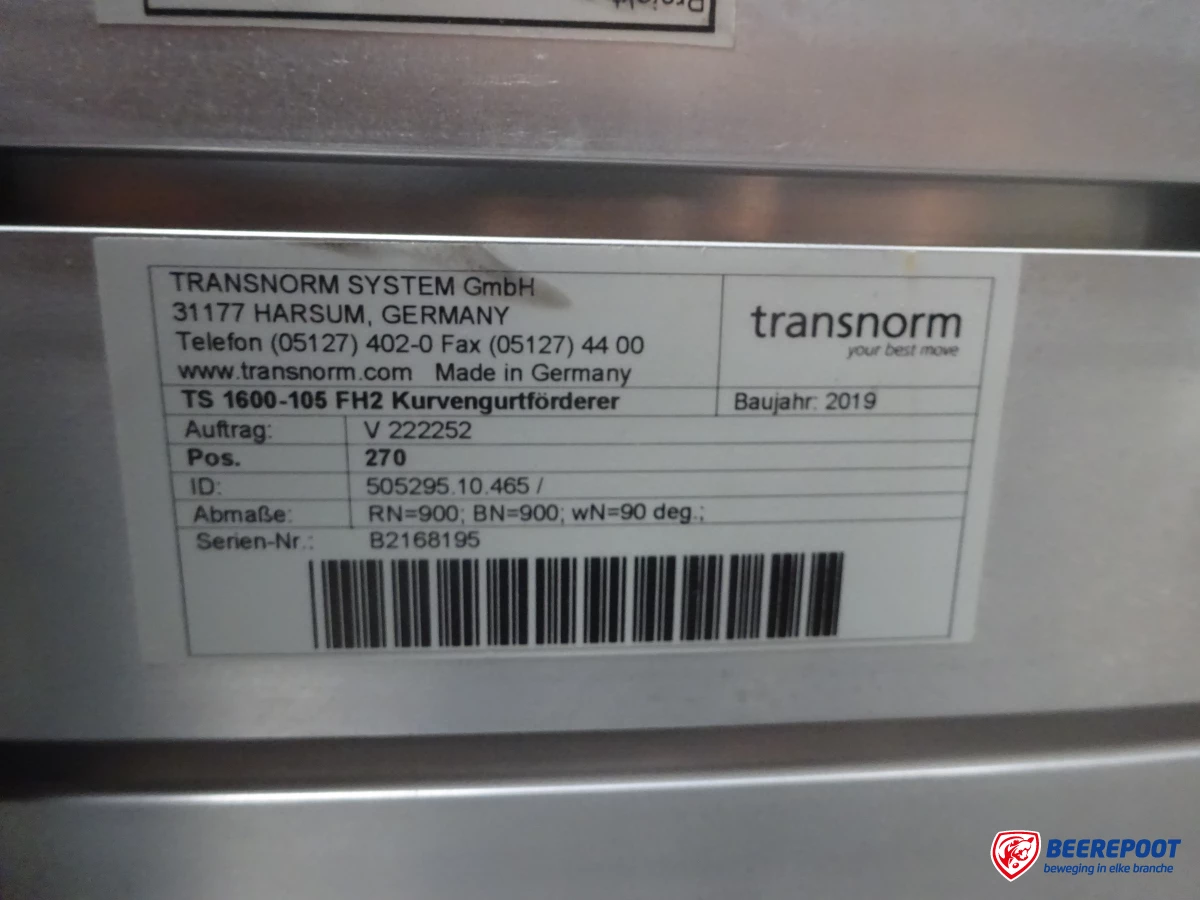 Projekt
TRANSNORM SYSTEM GmbH
31177 HARSUM, GERMANY
Telefon (05127) 402-0 Fax (05127) 44 00
www.transnorm.com Made in Germany
transnorm
your best move
TS 1600-105 FH2 Kurvengurtförderer
Baujahr: 2019
Auftrag: V 222252
Pos. 270
ID: 505295.10.465 /
Abmaße: RN=900; BN=900; wN=90 deg.;
Serien-Nr.: B2168195
BEEREPOOT
beweging in elke branche